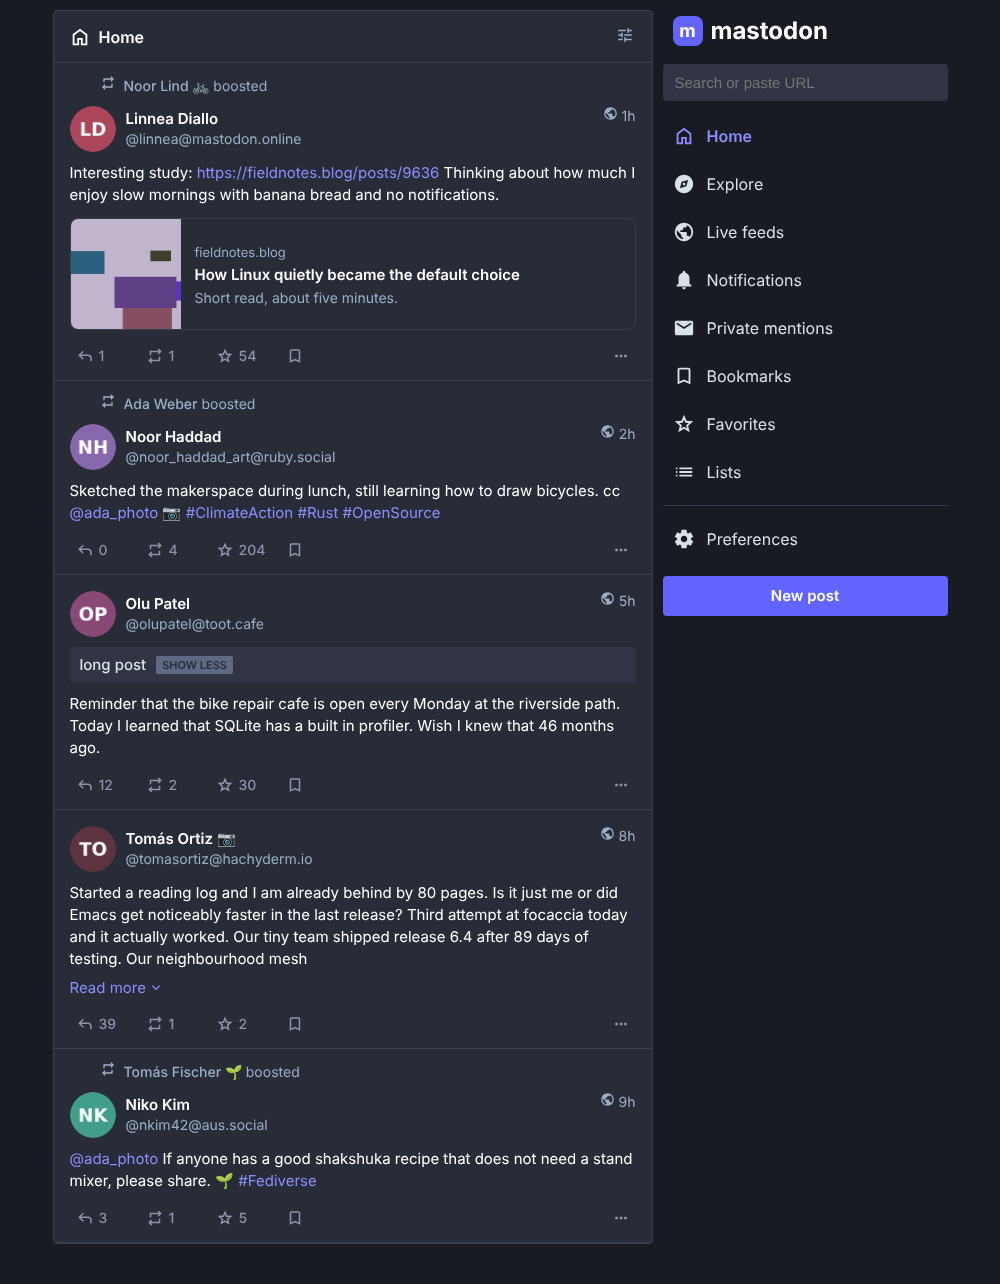 Home
Noor Lind 🚲 boosted
LD
Linnea Diallo
1h
@linnea@mastodon.online
Interesting study: https://fieldnotes.blog/posts/9636 Thinking about how much I
enjoy slow mornings with banana bread and no notifications.
fieldnotes.blog
How Linux quietly became the default choice
Short read, about five minutes.
1 1 54
Ada Weber boosted
NH
Noor Haddad
2h
@noor_haddad_art@ruby.social
Sketched the makerspace during lunch, still learning how to draw bicycles. cc
@ada_photo 📷 #ClimateAction #Rust #OpenSource
0 4 204
OP
Olu Patel
5h
@olupatel@toot.cafe
long post SHOW LESS
Reminder that the bike repair cafe is open every Monday at the riverside path.
Today I learned that SQLite has a built in profiler. Wish I knew that 46 months
ago.
12 2 30
TO
Tomás Ortiz 📷
8h
@tomasortiz@hachyderm.io
Started a reading log and I am already behind by 80 pages. Is it just me or did
Emacs get noticeably faster in the last release? Third attempt at focaccia today
and it actually worked. Our tiny team shipped release 6.4 after 89 days of
testing. Our neighbourhood mesh
Read more
39 1 2
Tomás Fischer 🌱 boosted
NK
Niko Kim
9h
@nkim42@aus.social
@ada_photo If anyone has a good shakshuka recipe that does not need a stand
mixer, please share. 🌱 #Fediverse
3 1 5
m mastodon
Search or paste URL
Home
Explore
Live feeds
Notifications
Private mentions
Bookmarks
Favorites
Lists
Preferences
New post